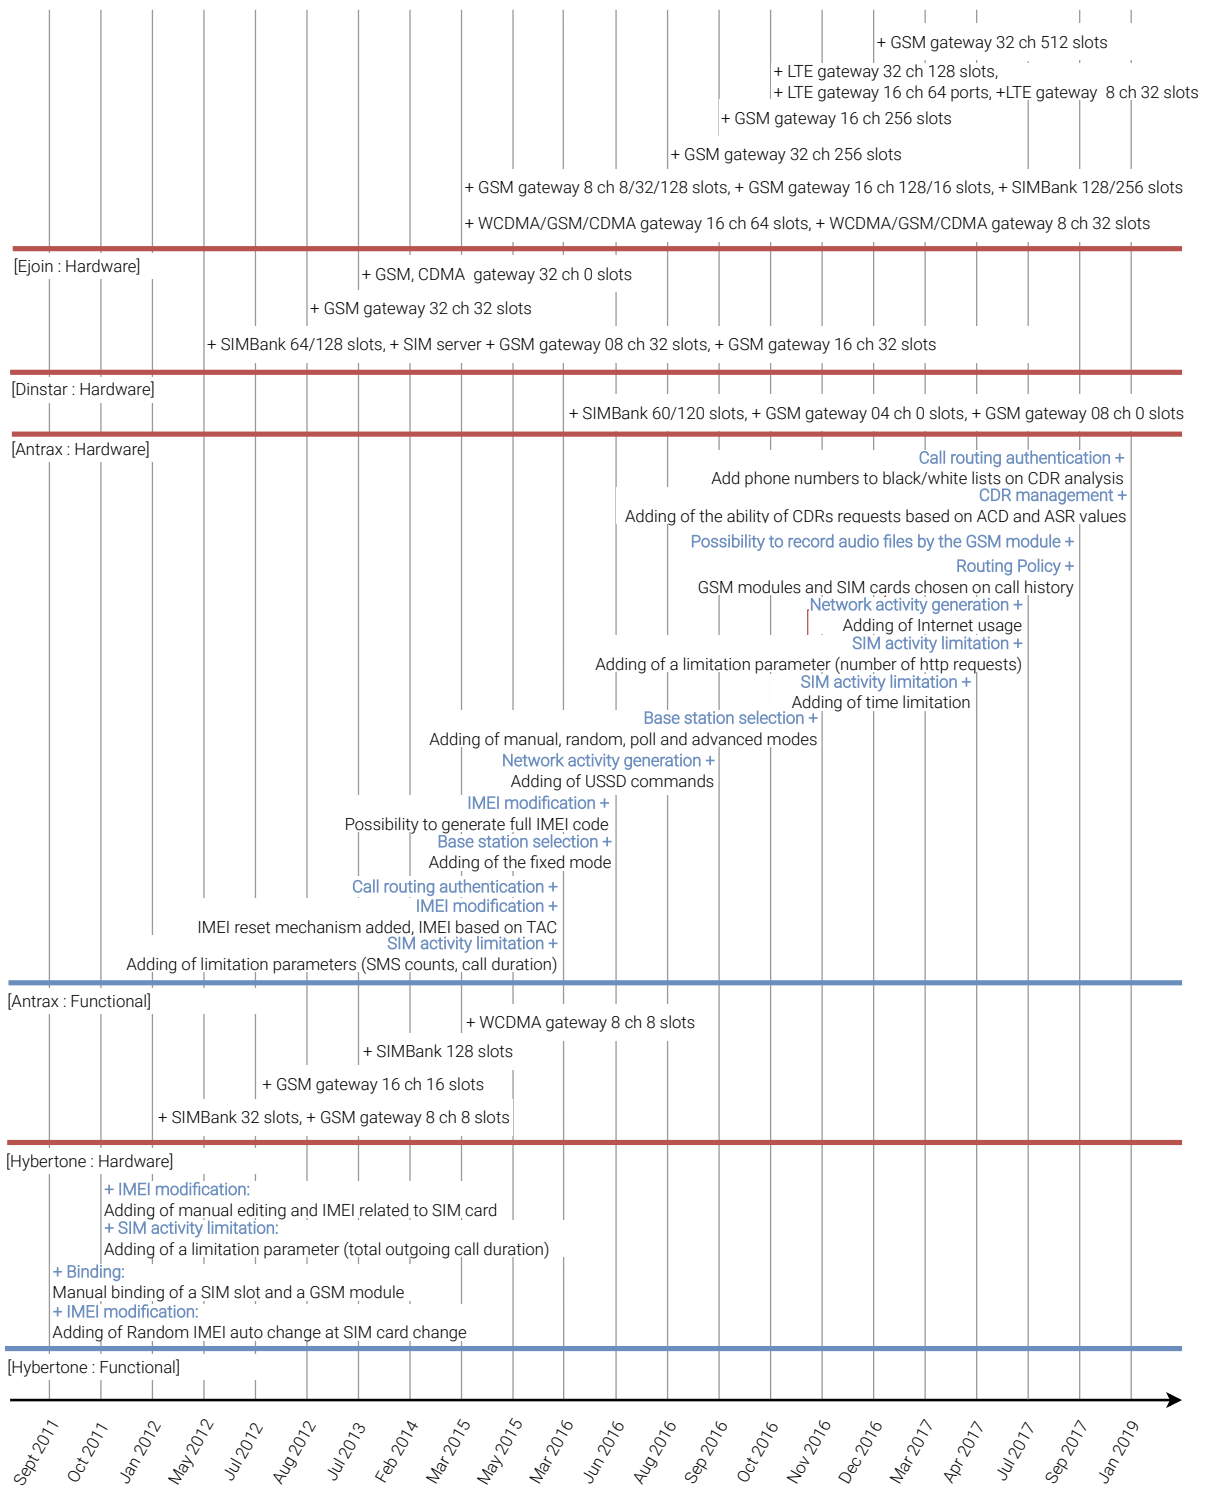 + GSM gateway 32 ch 512 slots
+ LTE gateway 32 ch 128 slots,
+ LTE gateway 16 ch 64 ports, +LTE gateway 8 ch 32 slots
+ GSM gateway 16 ch 256 slots
+ GSM gateway 32 ch 256 slots
+ GSM gateway 8 ch 8/32/128 slots, + GSM gateway 16 ch 128/16 slots, + SIMBank 128/256 slots
+ WCDMA/GSM/CDMA gateway 16 ch 64 slots, + WCDMA/GSM/CDMA gateway 8 ch 32 slots
[Ejoin : Hardware]
+ GSM, CDMA gateway 32 ch 0 slots
+ GSM gateway 32 ch 32 slots
+ SIMBank 64/128 slots, + SIM server + GSM gateway 08 ch 32 slots, + GSM gateway 16 ch 32 slots
[Dinstar : Hardware]
+ SIMBank 60/120 slots, + GSM gateway 04 ch 0 slots, + GSM gateway 08 ch 0 slots
[Antrax : Hardware]
Call routing authentication +
Add phone numbers to black/white lists on CDR analysis
CDR management +
Adding of the ability of CDRs requests based on ACD and ASR values
Possibility to record audio files by the GSM module +
Routing Policy +
GSM modules and SIM cards chosen on call history
Network activity generation +
Adding of Internet usage
SIM activity limitation +
Adding of a limitation parameter (number of http requests)
SIM activity limitation +
Adding of time limitation
Base station selection +
Adding of manual, random, poll and advanced modes
Network activity generation +
Adding of USSD commands
IMEI modification +
Possibility to generate full IMEI code
Base station selection +
Adding of the fixed mode
Call routing authentication +
IMEI modification +
IMEI reset mechanism added, IMEI based on TAC
SIM activity limitation +
Adding of limitation parameters (SMS counts, call duration)
[Antrax : Functional]
+ WCDMA gateway 8 ch 8 slots
+ SIMBank 128 slots
+ GSM gateway 16 ch 16 slots
+ SIMBank 32 slots, + GSM gateway 8 ch 8 slots
[Hybertone : Hardware]
+ IMEI modification:
Adding of manual editing and IMEI related to SIM card
+ SIM activity limitation:
Adding of a limitation parameter (total outgoing call duration)
+ Binding:
Manual binding of a SIM slot and a GSM module
+ IMEI modification:
Adding of Random IMEI auto change at SIM card change
[Hybertone : Functional]
Sept 2011
Oct 2011
Jan 2012
May 2012
Jul 2012
Aug 2012
Jul 2013
Feb 2014
Mar 2015
May 2015
Mar 2016
Jun 2016
Aug 2016
Sep 2016
Oct 2016
Nov 2016
Dec 2016
Mar 2017
Apr 2017
Jul 2017
Sep 2017
Jan 2019